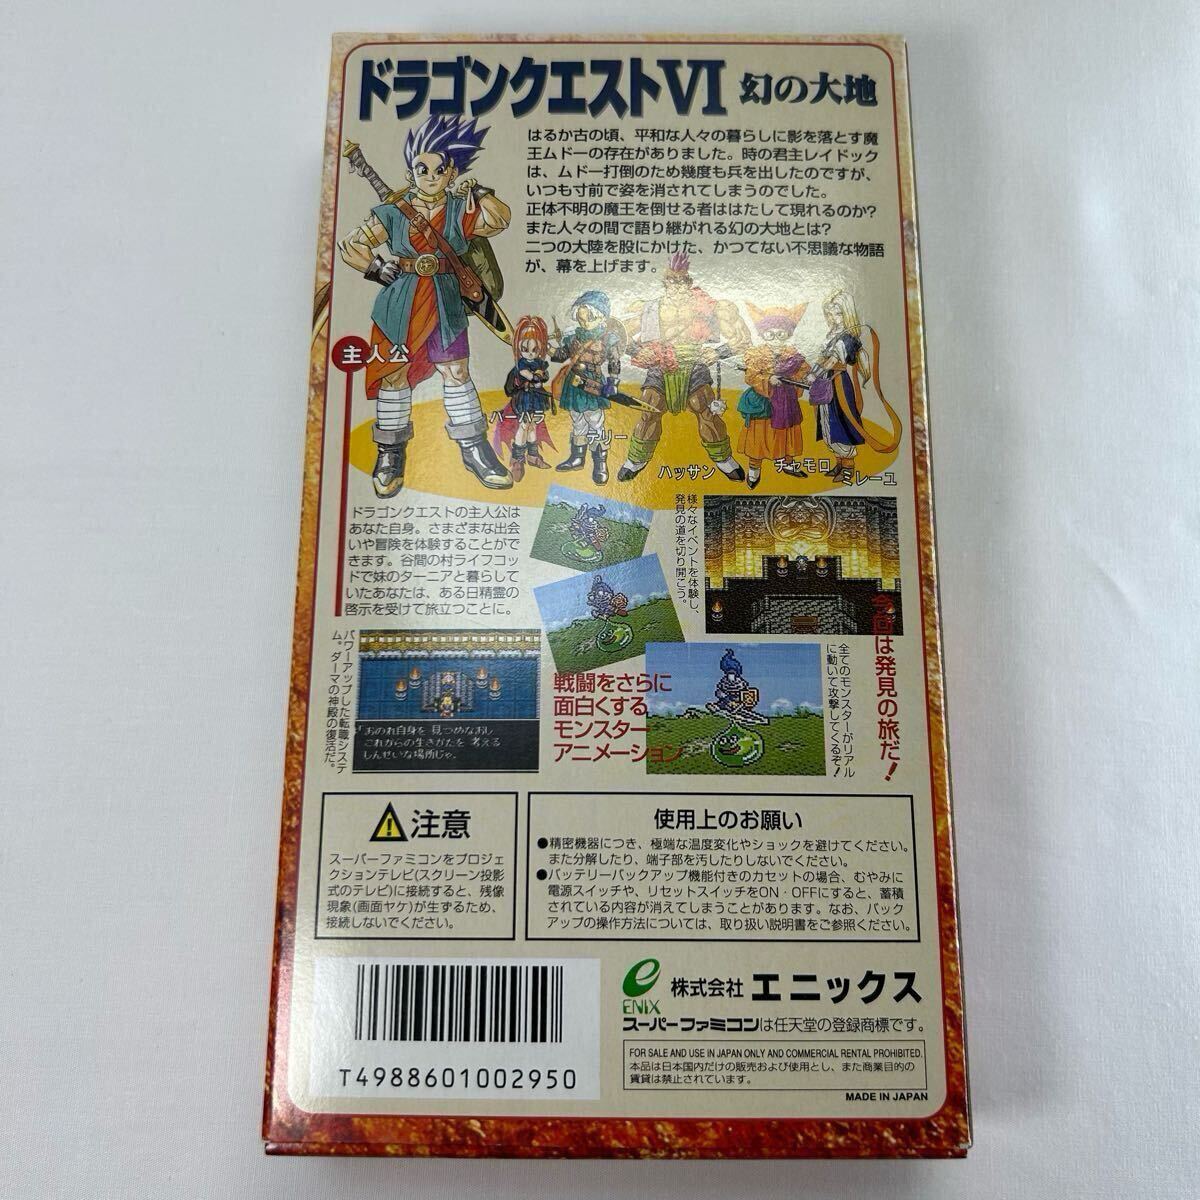 ドラゴンクエストVI 幻の大地
はるか古の頃、平和な人々の暮らしに影を落とす魔
王ムドーの存在がありました。時の君主レイドック
は、ムドー打倒のため幾度も兵を出したのですが、
いつも寸前で姿を消されてしまうのでした。
正体不明の魔王を倒せる者ははたして現れるのか?
また人々の間で語り継がれる幻の大地とは?
二つの大陸を股にかけた、かつてない不思議な物語
が、幕を上げます。
主人公
バーバラ
テリー
ハッサン
チャモロ
ミレーユ
ドラゴンクエストの主人公は
あなた自身。さまざまな出会
いや冒険を体験することがで
きます。谷間の村ライフコッ
ドで妹のターニアと暮らして
いたあなたは、ある日精霊の
啓示を受けて旅立つことに。
様々なイベントを体験し、
発見の道を切り開こう。
今回は発見の旅だ!
パワーアップした転職システ
ム。ダーマの神殿の復活だ。
おのれ自身を 見つめなおし
これからの生きかたを 考える
しんせいな場所じゃ。
戦闘をさらに
面白くする
モンスター
アニメーション
全てのモンスターがリアル
に動いて攻撃してくるぞ!
注意
スーパーファミコンをプロジェ
クションテレビ(スクリーン投影
式のテレビ)に接続すると、残像
現象(画面ヤケ)が生ずるため、
接続しないでください。
使用上のお願い
●精密機器につき、極端な温度変化やショックを避けてください。
また分解したり、端子部を汚したりしないでください。
●バッテリーバックアップ機能付きのカセットの場合、むやみに
電源スイッチや、リセットスイッチをON・OFFにすると、蓄積
されている内容が消えてしまうことがあります。なお、バック
アップの操作方法については、取り扱い説明書をご参照ください。
T4988601002950
ENIX
株式会社 エニックス
スーパーファミコンは任天堂の登録商標です。
FOR SALE AND USE IN JAPAN ONLY AND COMMERCIAL RENTAL PROHIBITED.
本品は日本国内だけの販売および使用とし、また商業目的の
賃貸は禁止されています。
MADE IN JAPAN